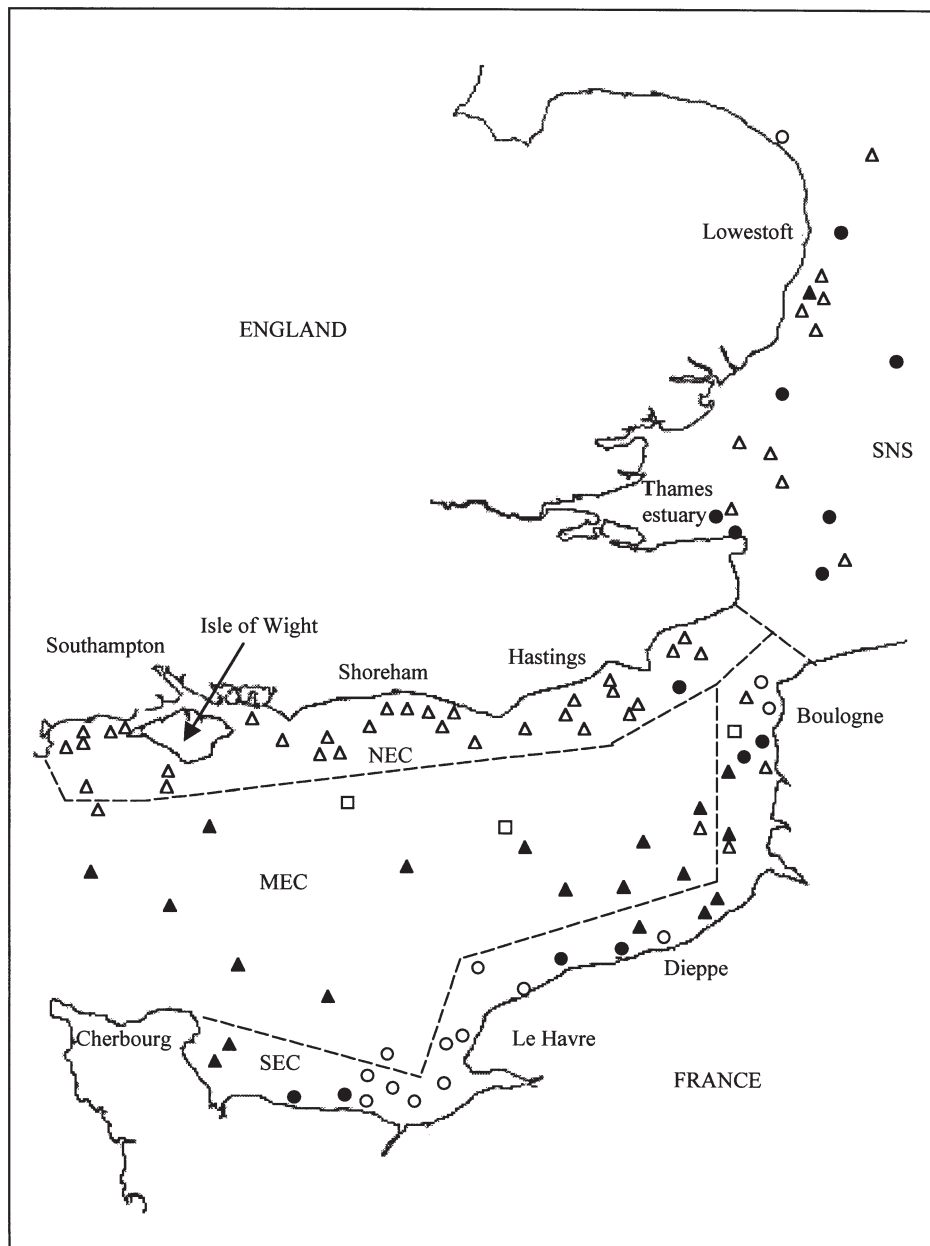 Lowestoft
ENGLAND
SNS
Thames
estuary
Isle of Wight
Southampton
Hastings
Shoreham
Boulogne
NEC
MEC
Dieppe
Cherbourg
Le Havre
SEC
FRANCE